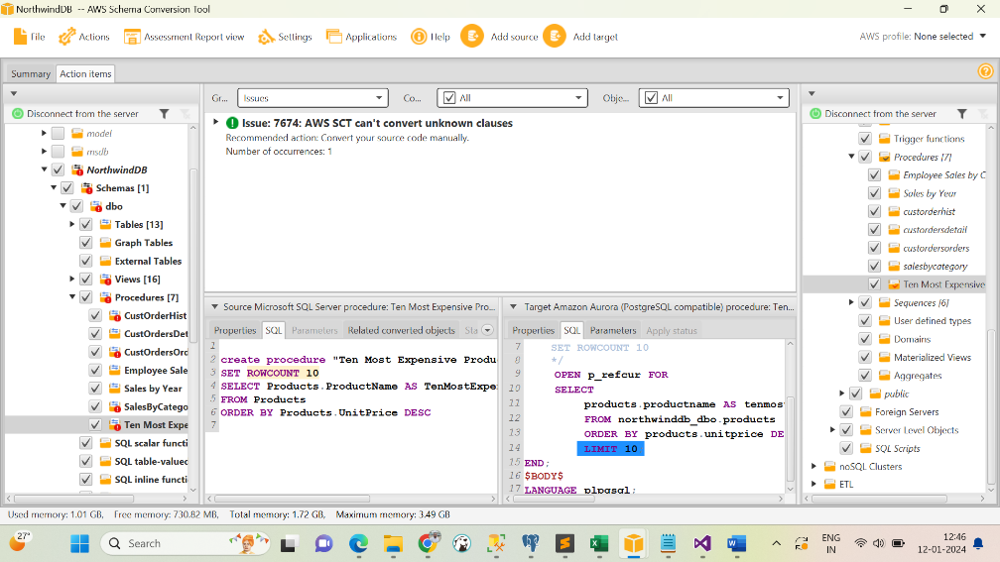 NorthwindDB -- AWS Schema Conversion Tool
File Actions Assessment Report view Settings Applications Help Add source Add target AWS profile: None selected
Summary Action items
Disconnect from the server
model
msdb
NorthwindDB
Schemas [1]
dbo
Tables [13]
Graph Tables
External Tables
Views [16]
Procedures [7]
CustOrderHist
CustOrdersDet
CustOrdersOrd
Employee Sale
Sales by Year
SalesByCatego
Ten Most Expe
SQL scalar functi
SQL table-valued
SQL inline functi
Gr... Issues Co... All Obje... All
Issue: 7674: AWS SCT can't convert unknown clauses
Recommended action: Convert your source code manually.
Number of occurrences: 1
Source Microsoft SQL Server procedure: Ten Most Expensive Pro...
Properties SQL Parameters Related converted objects Sta
1
2 create procedure "Ten Most Expensive Produ
3 SET ROWCOUNT 10
4 SELECT Products.ProductName AS TenMostExpe
5 FROM Products
6 ORDER BY Products.UnitPrice DESC
7
Target Amazon Aurora (PostgreSQL compatible) procedure: Ten...
Properties SQL Parameters Apply status
7 SET ROWCOUNT 10
8 */
9 OPEN p_refcur FOR
10 SELECT
11 products.productname AS tenmost
12 FROM northwinddb_dbo.products
13 ORDER BY products.unitprice DE
14 LIMIT 10
15 END;
16 $BODY$
17 LANGUAGE plpgsql;
Disconnect from the server
Trigger functions
Procedures [7]
Employee Sales by C
Sales by Year
custorderhist
custordersdetail
custordersorders
salesbycategory
Ten Most Expensive
Sequences [6]
User defined types
Domains
Materialized Views
Aggregates
public
Foreign Servers
Server Level Objects
SQL Scripts
noSQL Clusters
ETL
Used memory: 1.01 GB, Free memory: 730.82 MB, Total memory: 1.72 GB, Maximum memory: 3.49 GB
27°
Search
ENG
IN
12:46
12-01-2024